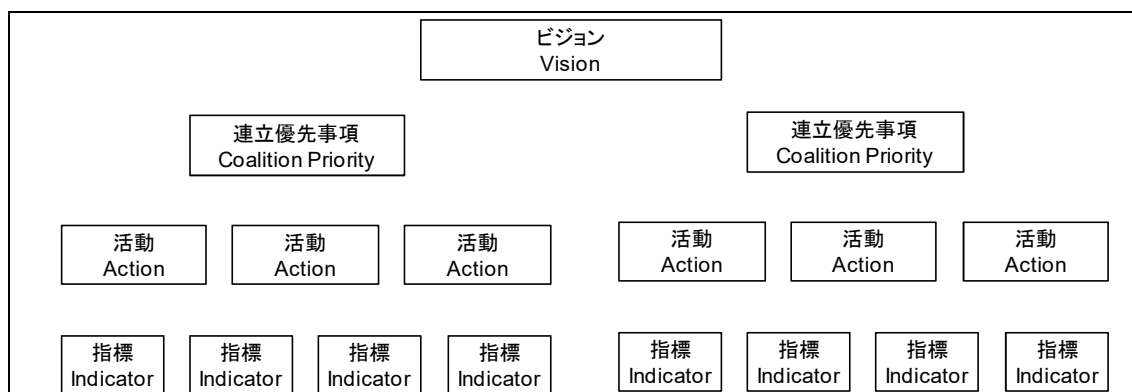 ビジョン
Vision
連立優先事項
Coalition Priority
連立優先事項
Coalition Priority
活動
Action
活動
Action
活動
Action
活動
Action
活動
Action
活動
Action
指標
Indicator
指標
Indicator
指標
Indicator
指標
Indicator
指標
Indicator
指標
Indicator
指標
Indicator
指標
Indicator